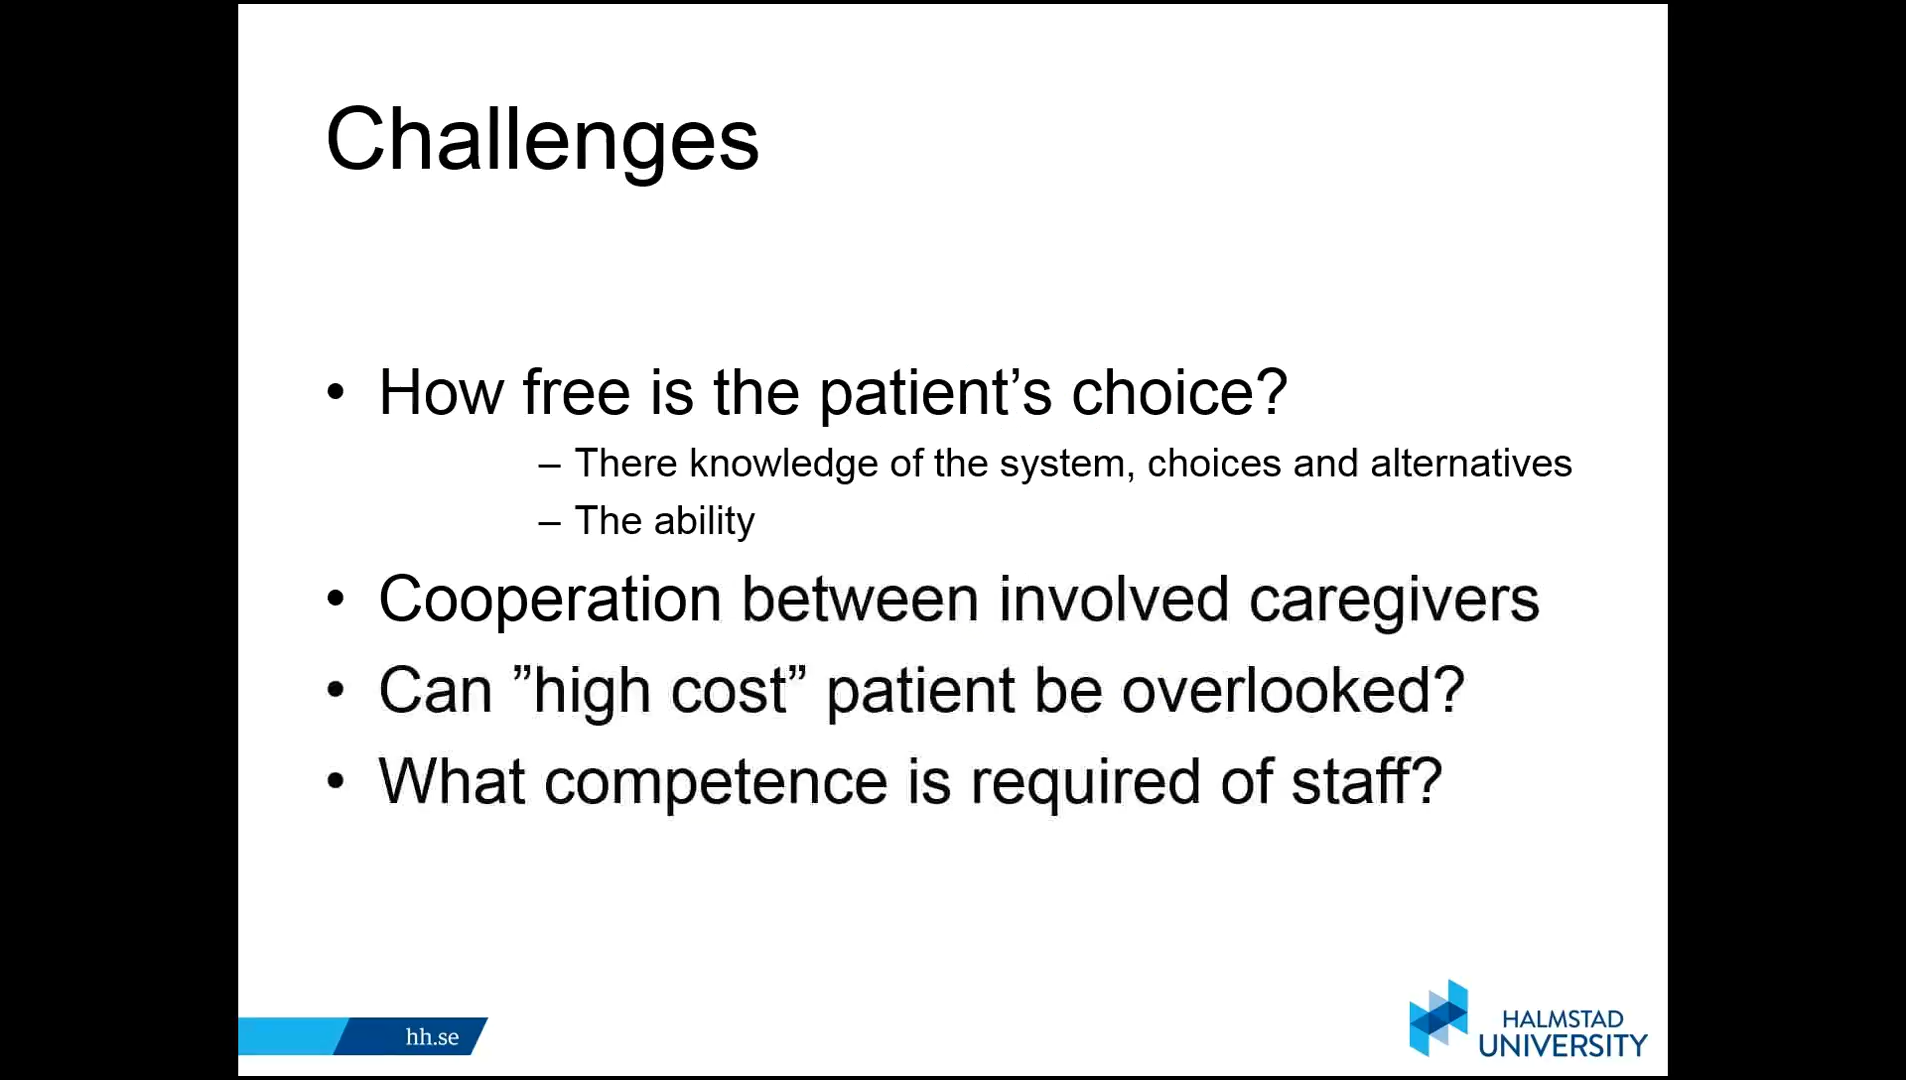 Challenges
• How free is the patient’s choice?
– There knowledge of the system, choices and alternatives
– The ability
• Cooperation between involved caregivers
• Can ”high cost” patient be overlooked?
• What competence is required of staff?
hh.se
HALMSTAD
UNIVERSITY